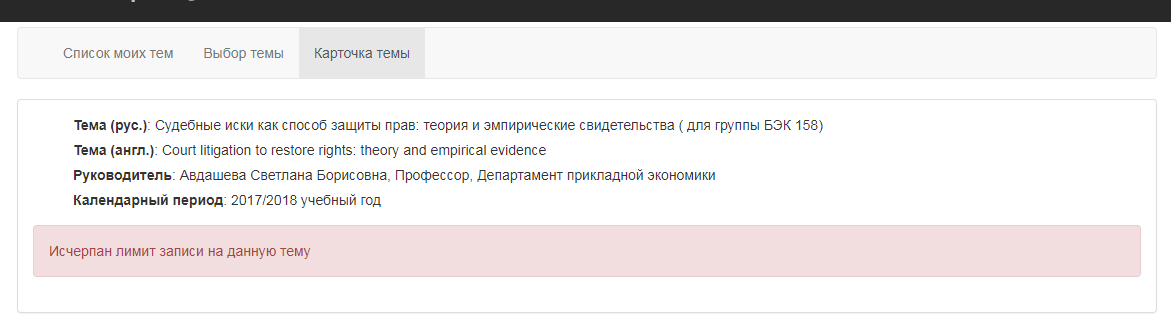 Список моих тем Выбор темы Карточка темы
Тема (рус.): Судебные иски как способ защиты прав: теория и эмпирические свидетельства ( для группы БЭК 158)
Тема (англ.): Court litigation to restore rights: theory and empirical evidence
Руководитель: Авдашева Светлана Борисовна, Профессор, Департамент прикладной экономики
Календарный период: 2017/2018 учебный год
Исчерпан лимит записи на данную тему